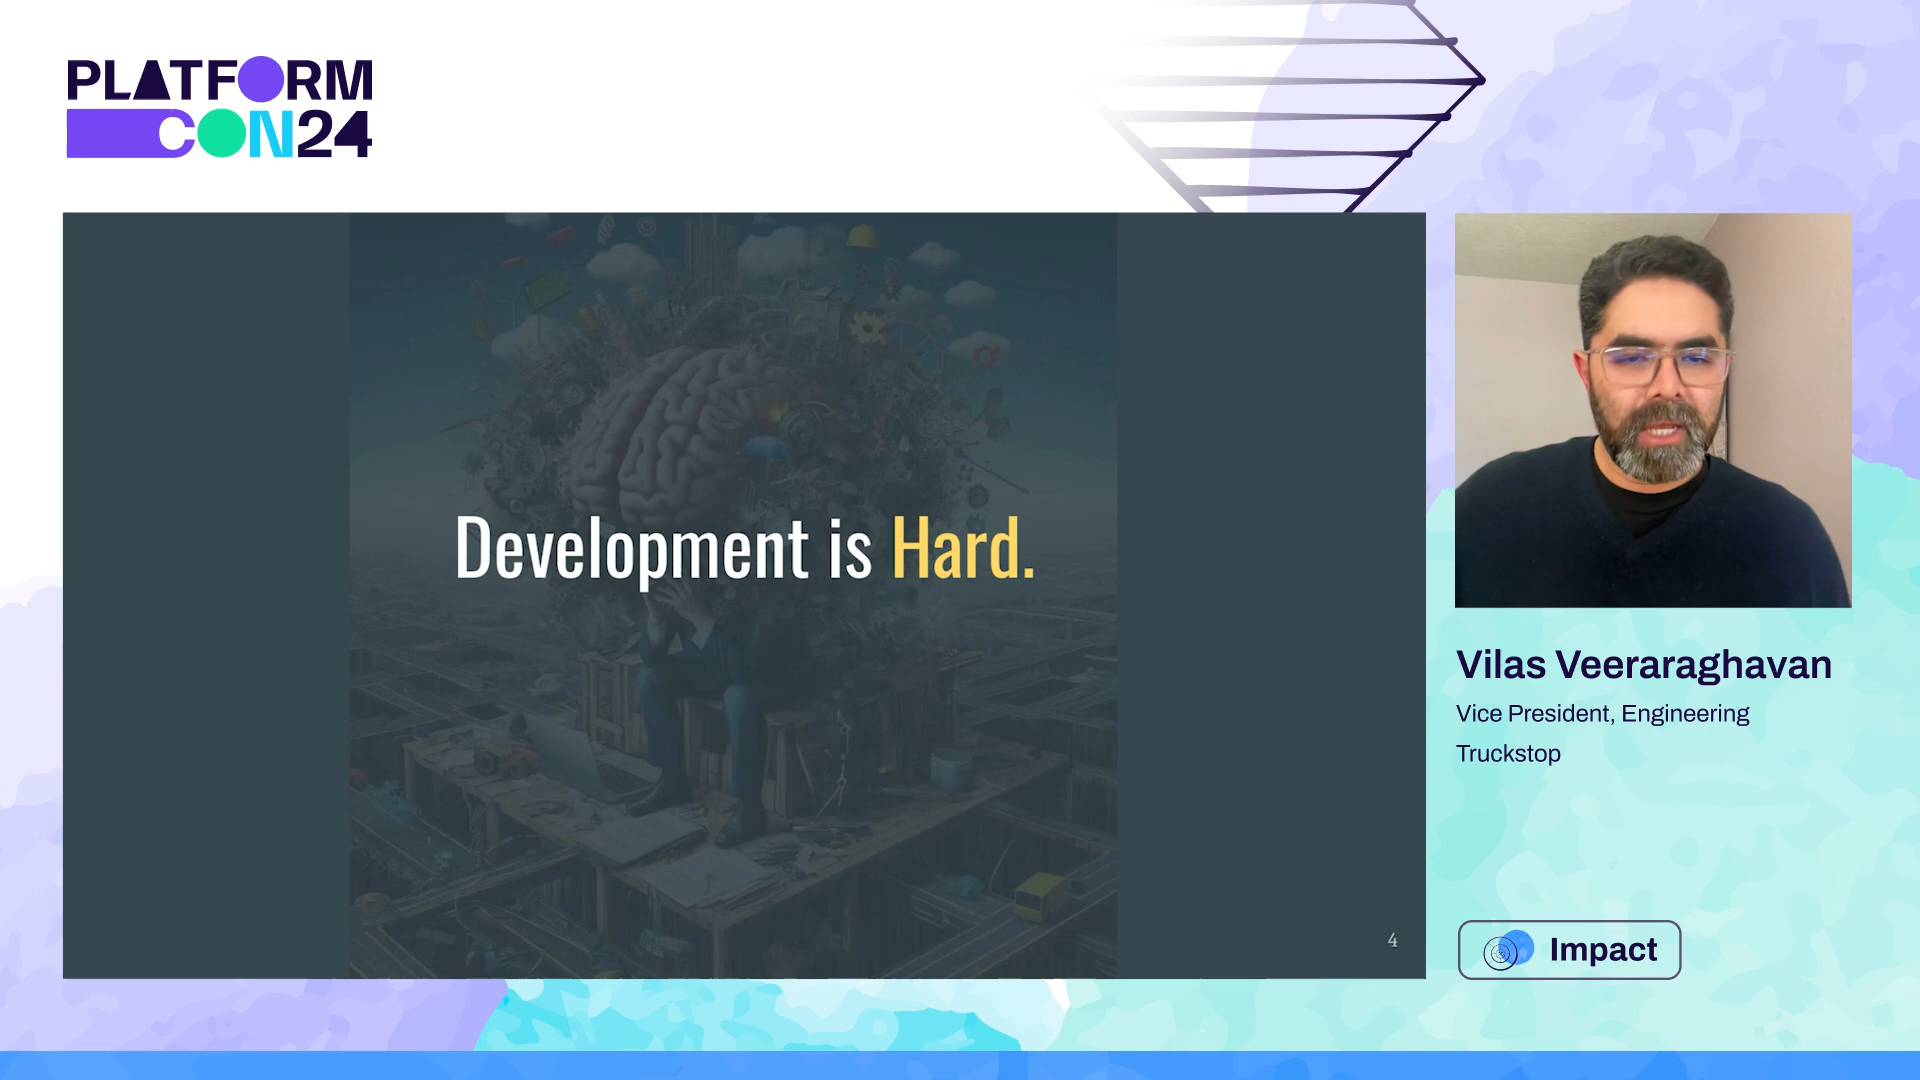 PLATFORM
CON24
Development is Hard.
4
Vilas Veeraraghavan
Vice President, Engineering
Truckstop
Impact